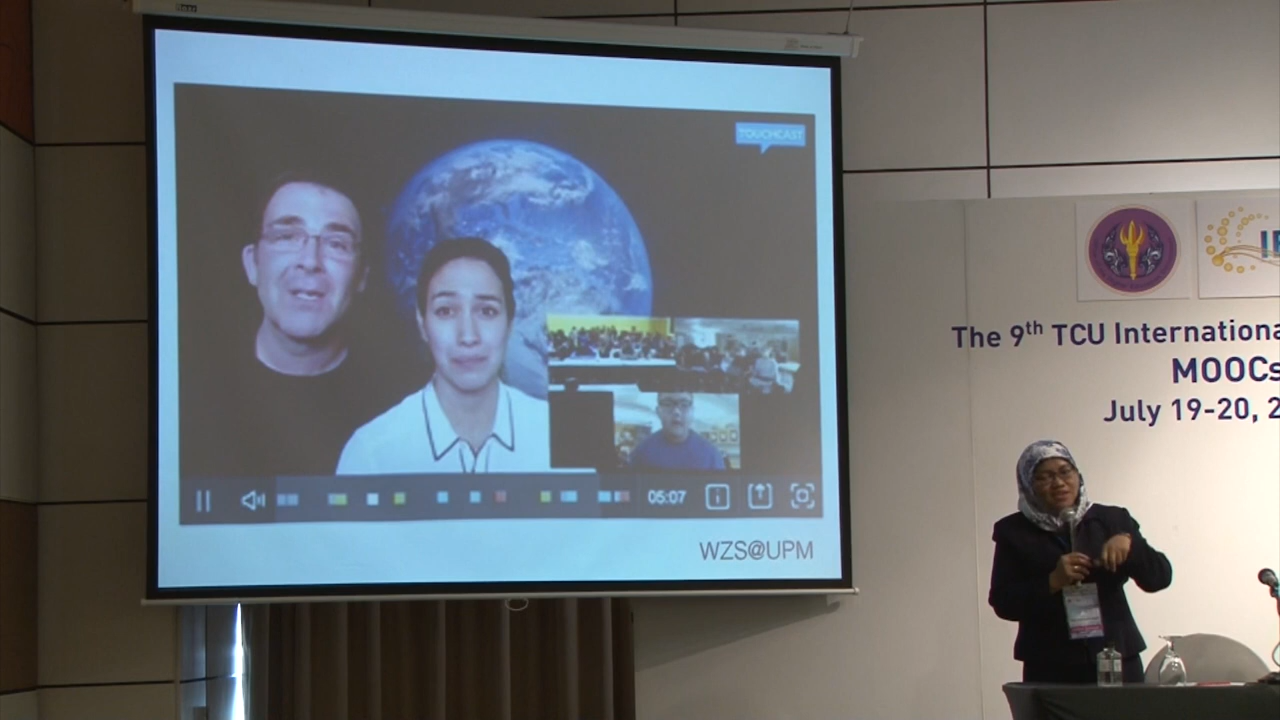 TOUCHCAST
05:07
WZS@UPM
The 9th TCU Internationa
MOOCs
July 19-20, 2